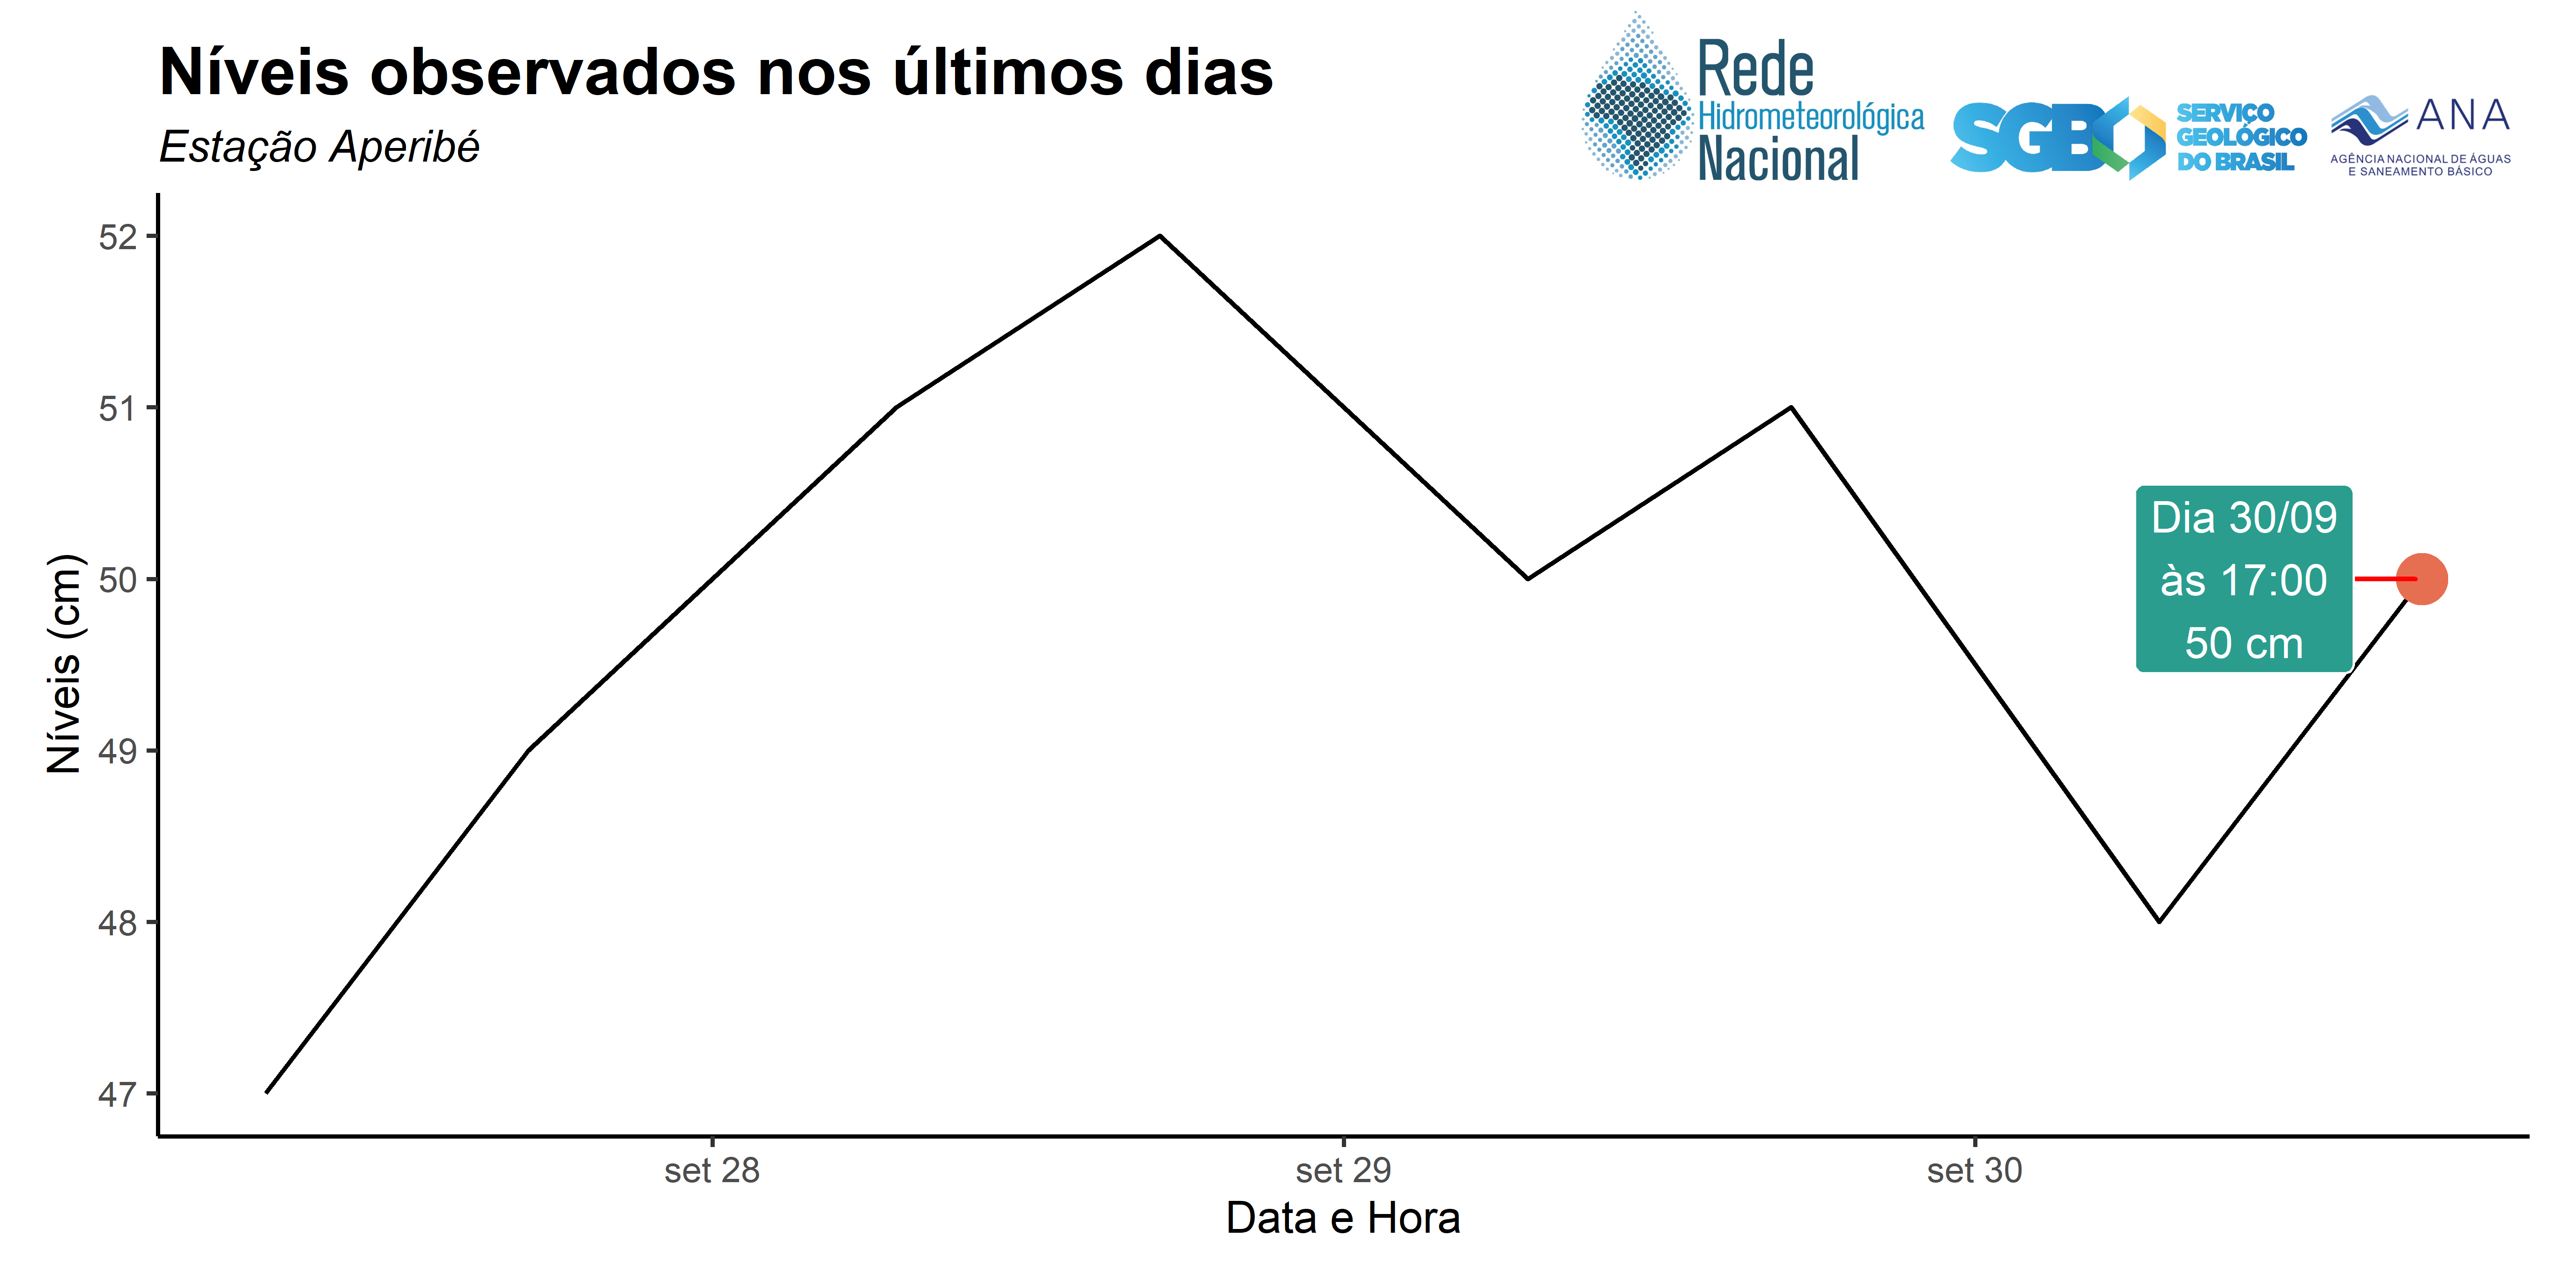 Níveis observados nos últimos dias
Estação Aperibé
Rede
Hidrometeorológica
Nacional
SGB
SERVIÇO
GEOLÓGICO
DO BRASIL
ANA
AGÊNCIA NACIONAL DE ÁGUAS
E SANEAMENTO BÁSICO
Níveis (cm)
52
51
50
49
48
47
Dia 30/09
às 17:00
50 cm
set 28
set 29
set 30
Data e Hora